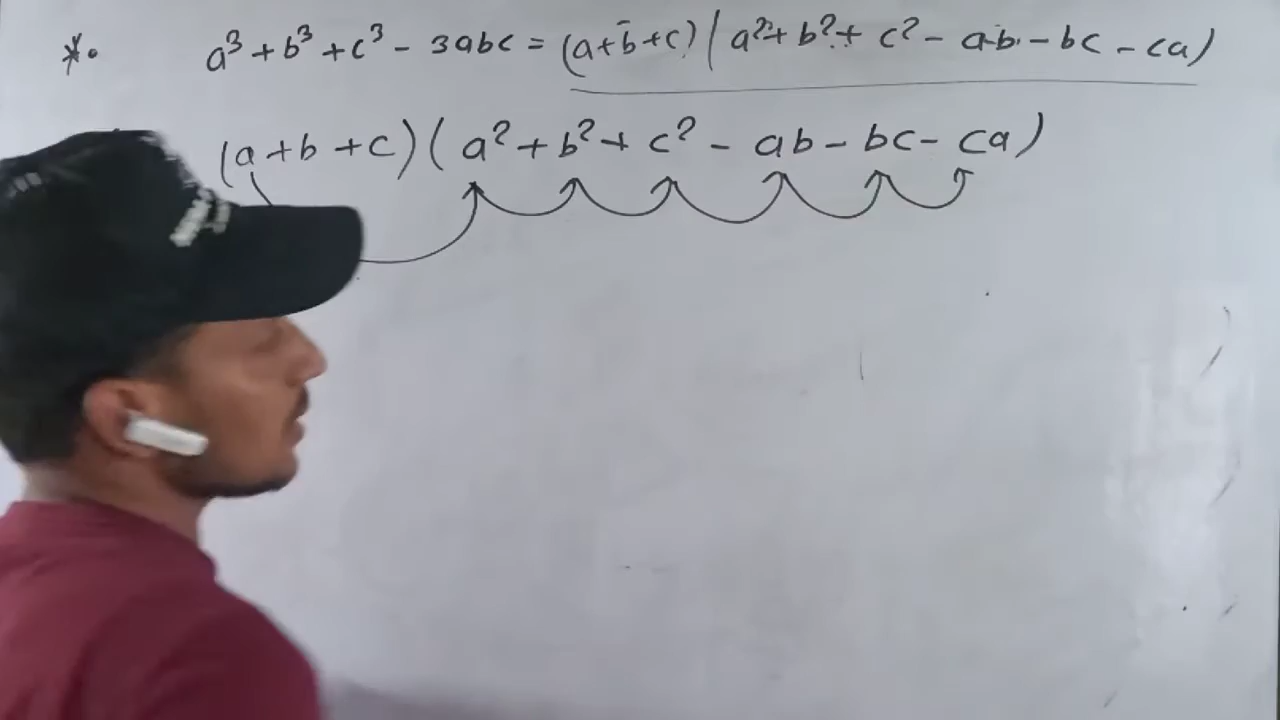 *. a³ + b³ + c³ - 3abc = (a+b+c)(a²+ b²+ c² - ab - bc - ca)
(a + b + c)(a² + b² + c² - ab - bc - ca)